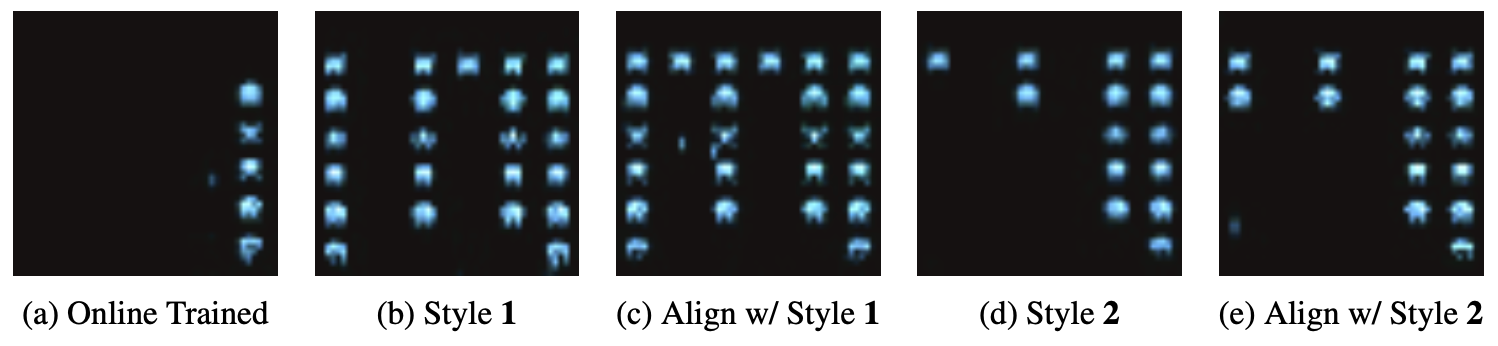 (a) Online Trained
(b) Style 1
(c) Align w/ Style 1
(d) Style 2
(e) Align w/ Style 2